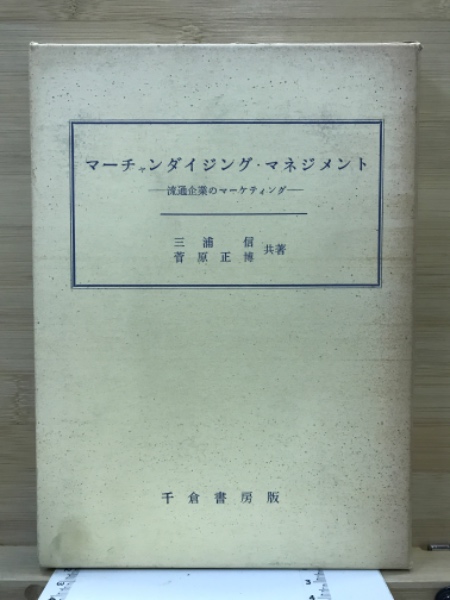 マーチャンダイジング・マネジメント
―流通企業のマーケティング―
三浦信
菅原正博 共著
千倉書房版
3
4